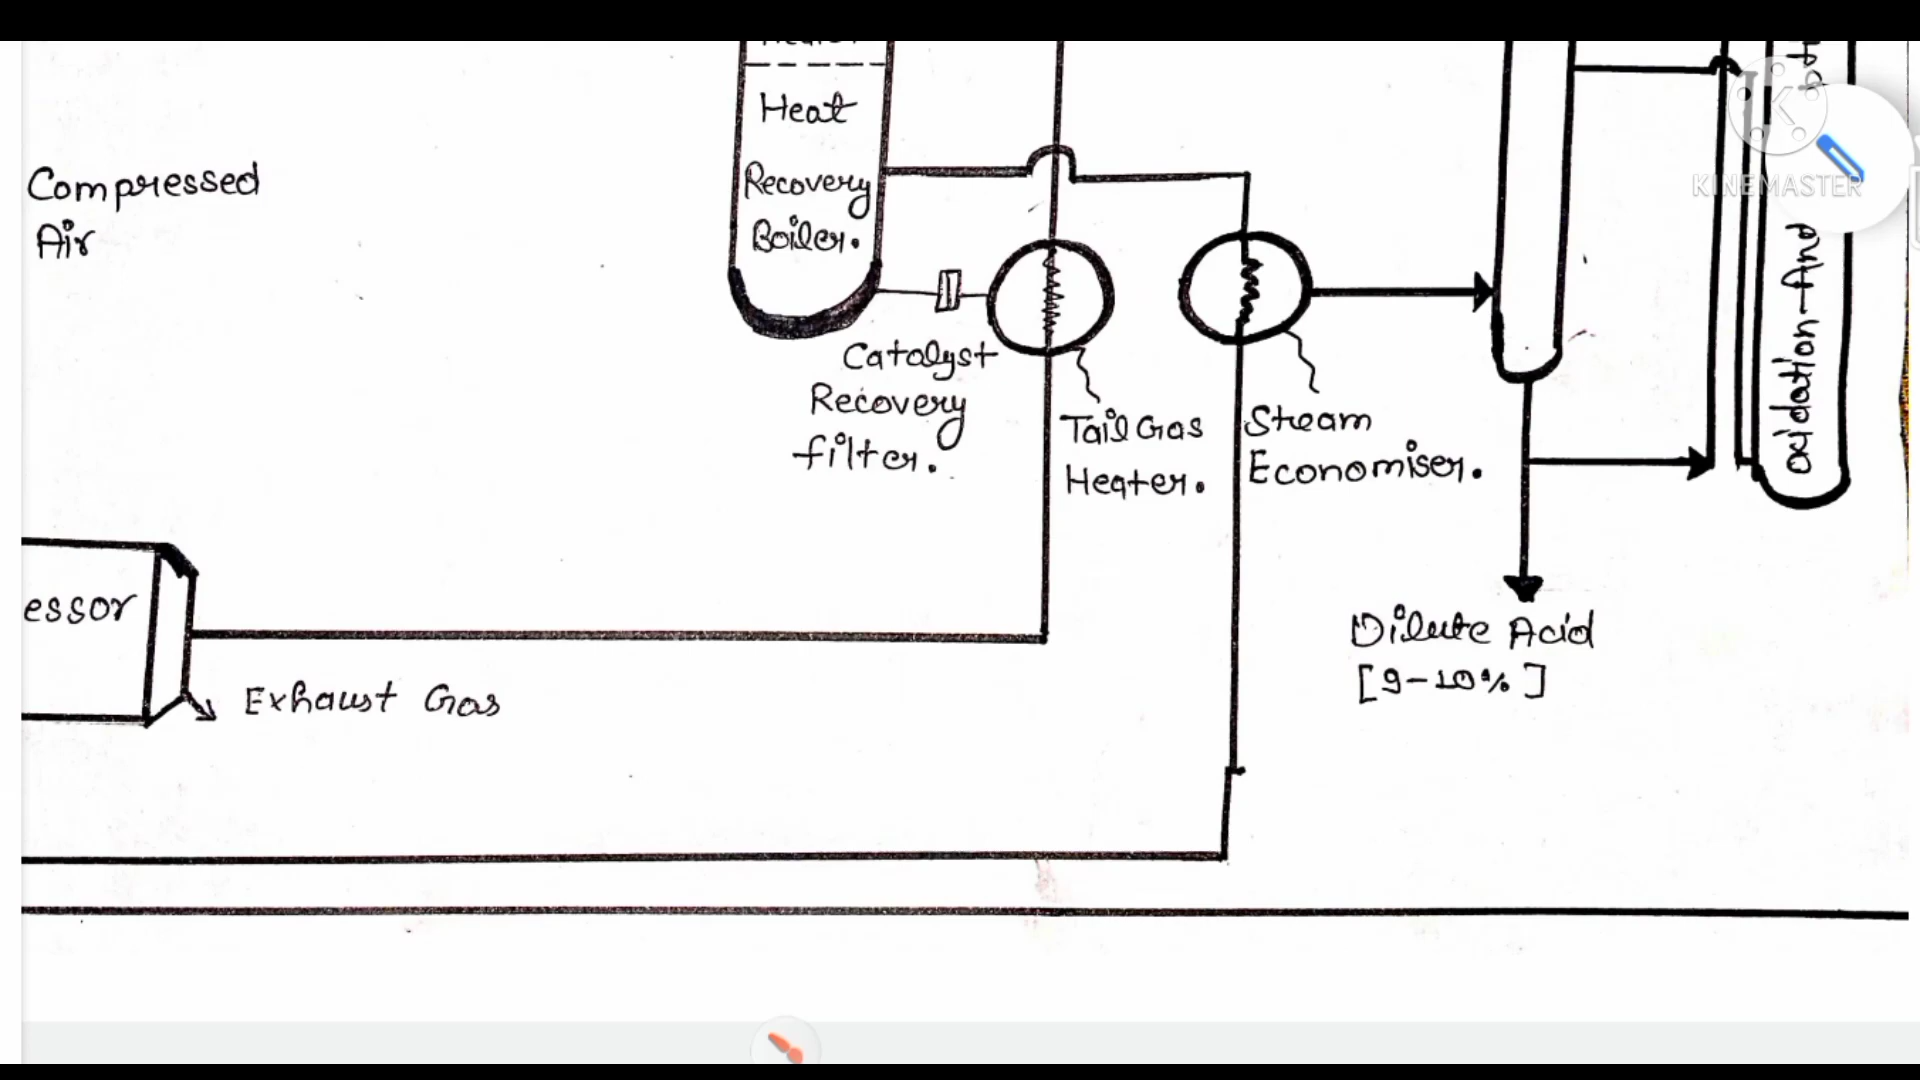 Heat
Recovery
Boiler.
Compressed
Air
Catalyst
Recovery
filter.
Tail Gas
Heater.
Steam
Economiser.
oxidation And
essor
Exhaust Gas
Dilute Acid
[9-10%]
K
KINEMASTER